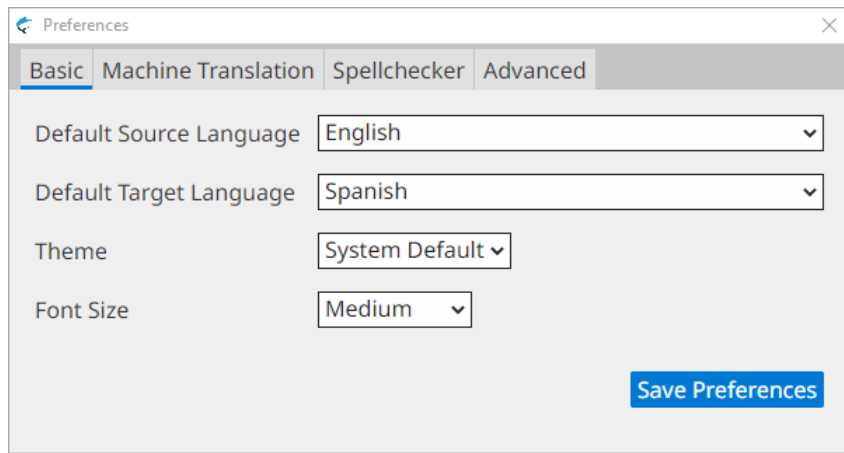 Preferences
Basic Machine Translation Spellchecker Advanced
Default Source Language English
Default Target Language Spanish
Theme System Default
Font Size Medium
Save Preferences